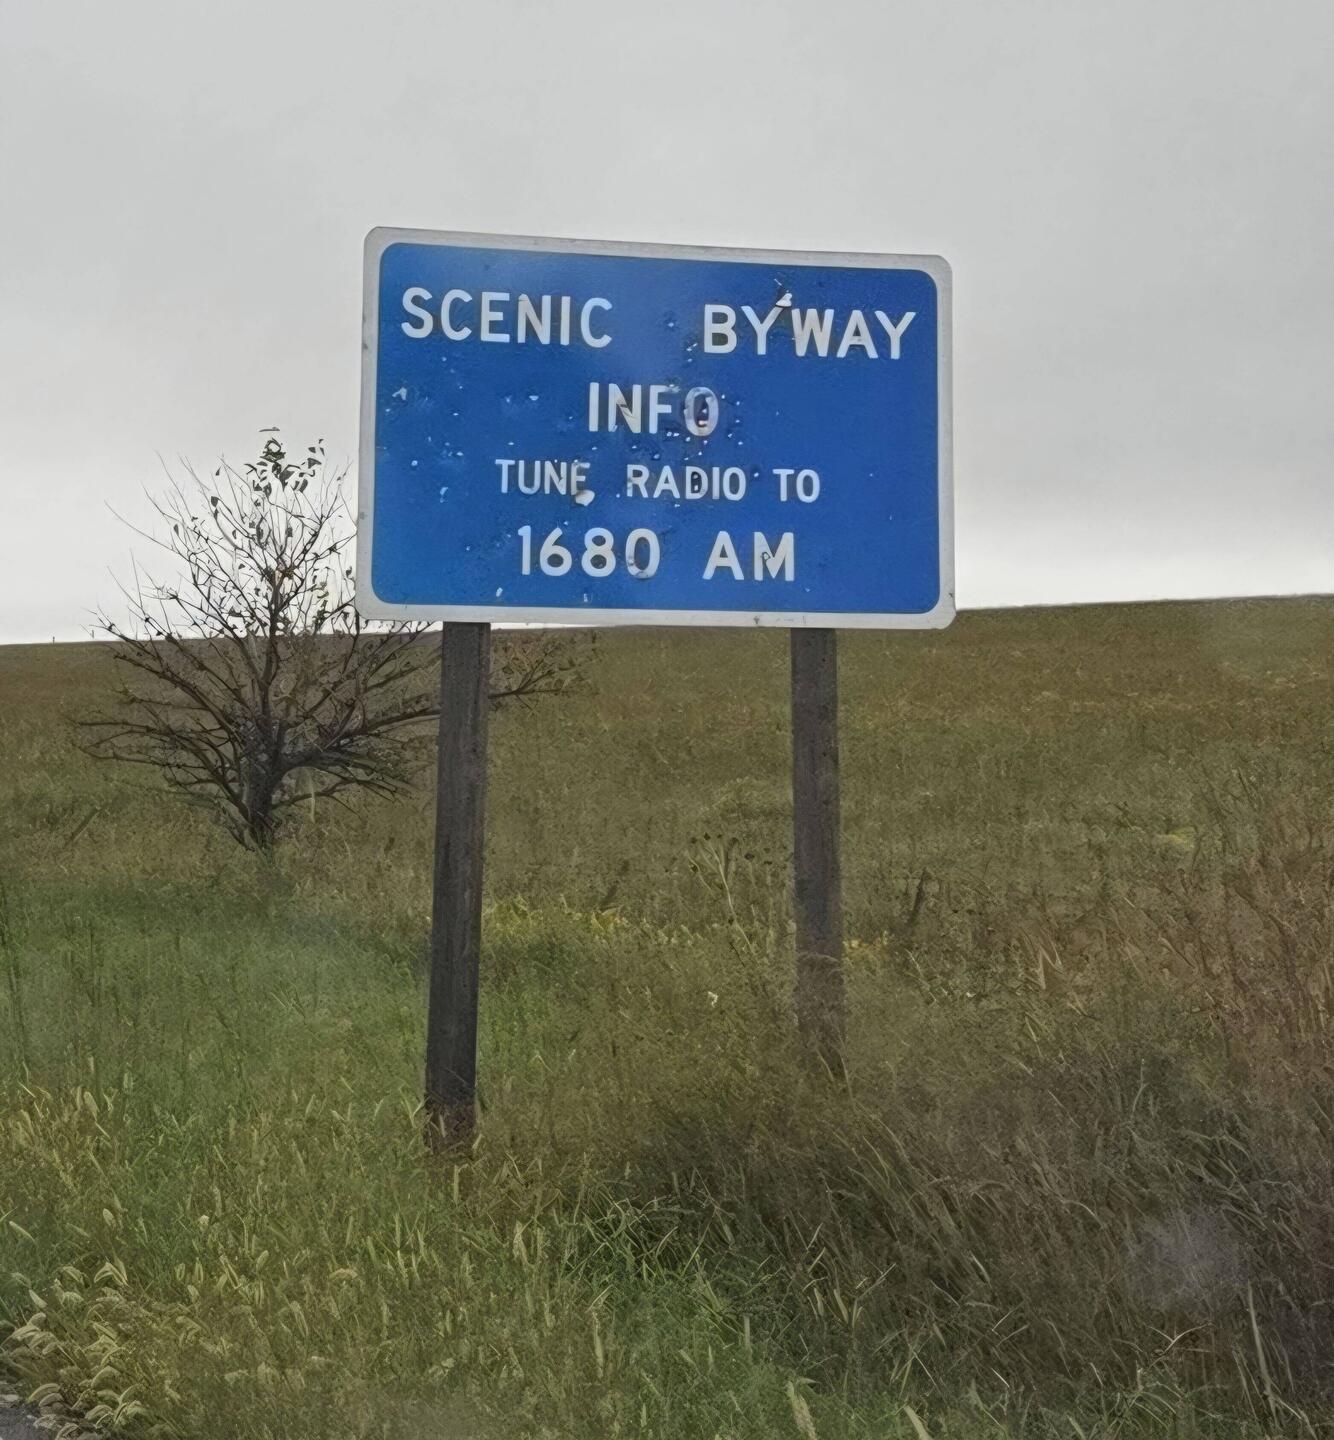 SCENIC BYWAY
INFO
TUNE RADIO TO
1680 AM